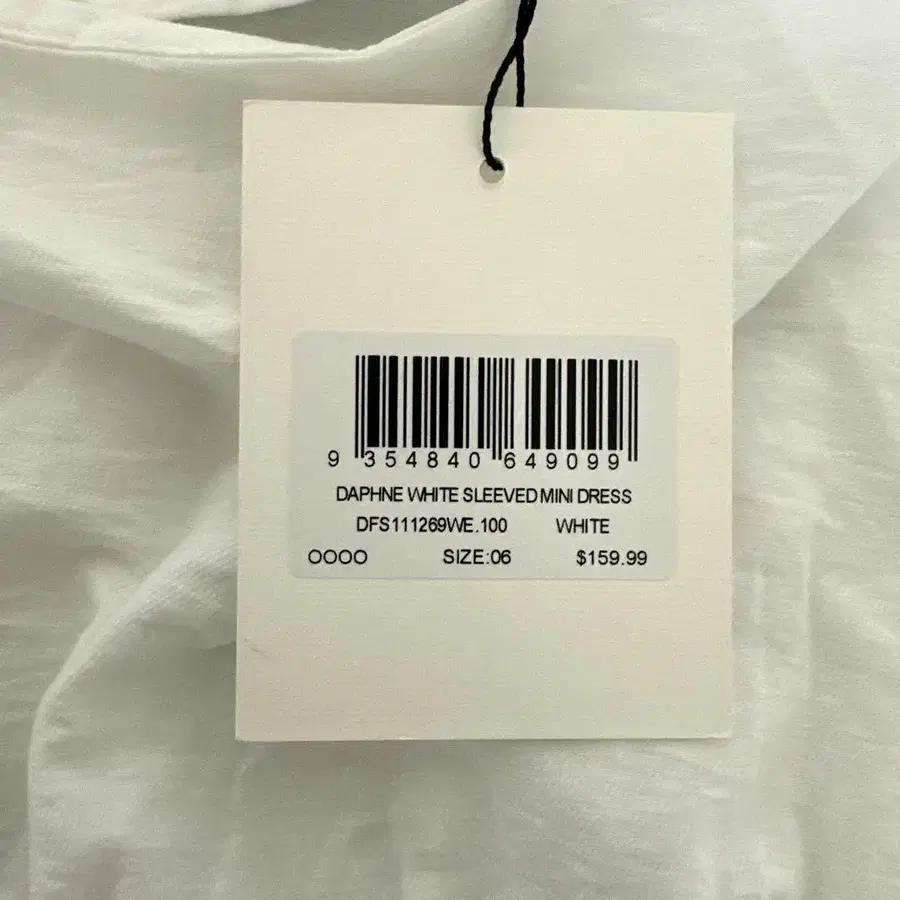 9 354840 649099
DAPHNE WHITE SLEEVED MINI DRESS
DFS111269WE.100 WHITE
OOOO SIZE:06 $159.99